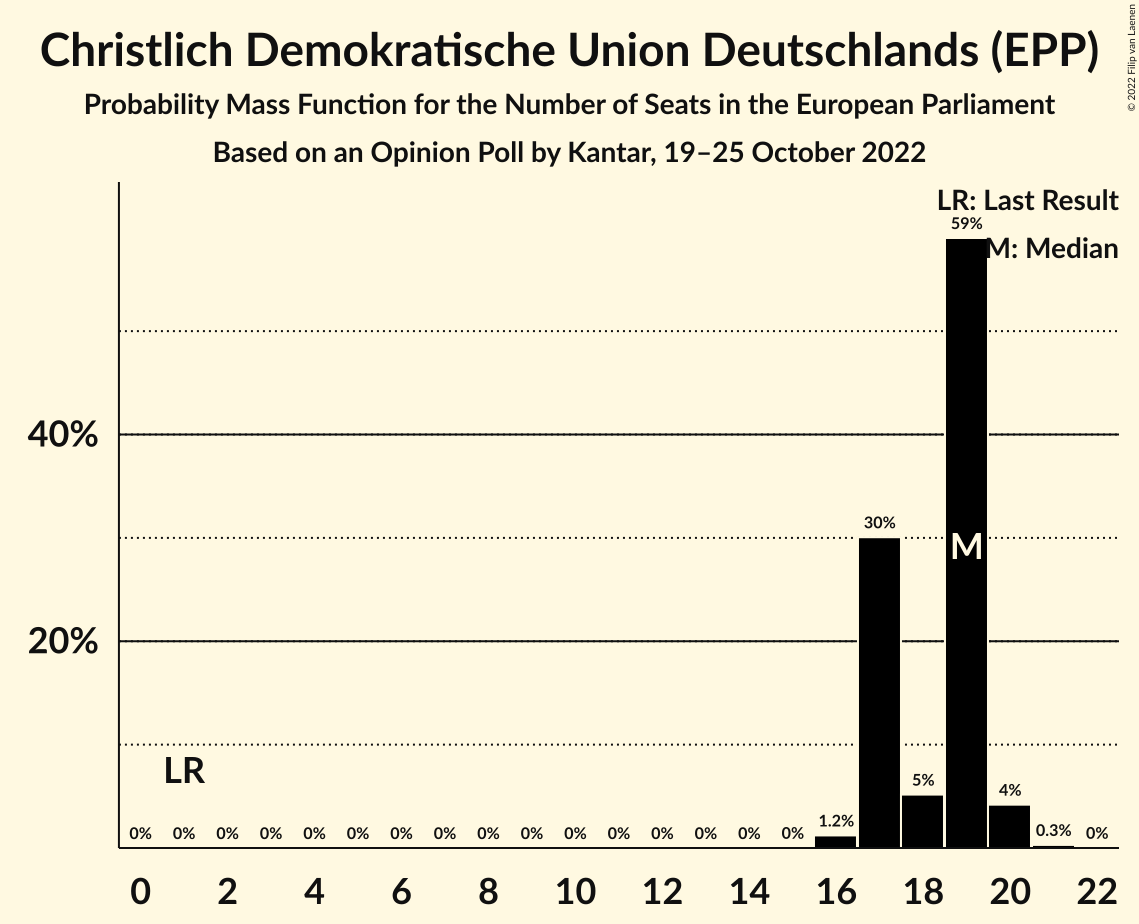 Christlich Demokratische Union Deutschlands (EPP)
Probability Mass Function for the Number of Seats in the European Parliament
Based on an Opinion Poll by Kantar, 19–25 October 2022
© 2022 Filip van Laenen
LR: Last Result
M: Median
59%
40%
30%
M
20%
LR
5%
4%
0% 0% 0% 0% 0% 0% 0% 0% 0% 0% 0% 0% 0% 0% 0% 0% 1.2% 0.3% 0%
0 2 4 6 8 10 12 14 16 18 20 22